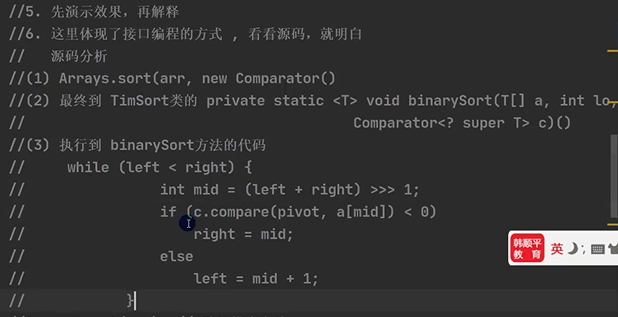 //5. 先演示效果，再解释
//6. 这里体现了接口编程的方式 , 看看源码，就明白
//   源码分析
//(1) Arrays.sort(arr, new Comparator()
//(2) 最终到 TimSort类的 private static <T> void binarySort(T[] a, int lo,
//                                       Comparator<? super T> c)()
//(3) 执行到 binarySort方法的代码
//     while (left < right) {
//                int mid = (left + right) >>> 1;
//                if (c.compare(pivot, a[mid]) < 0)
//                    right = mid;
//                else
//                    left = mid + 1;
//            }
韩顺平
教育
英